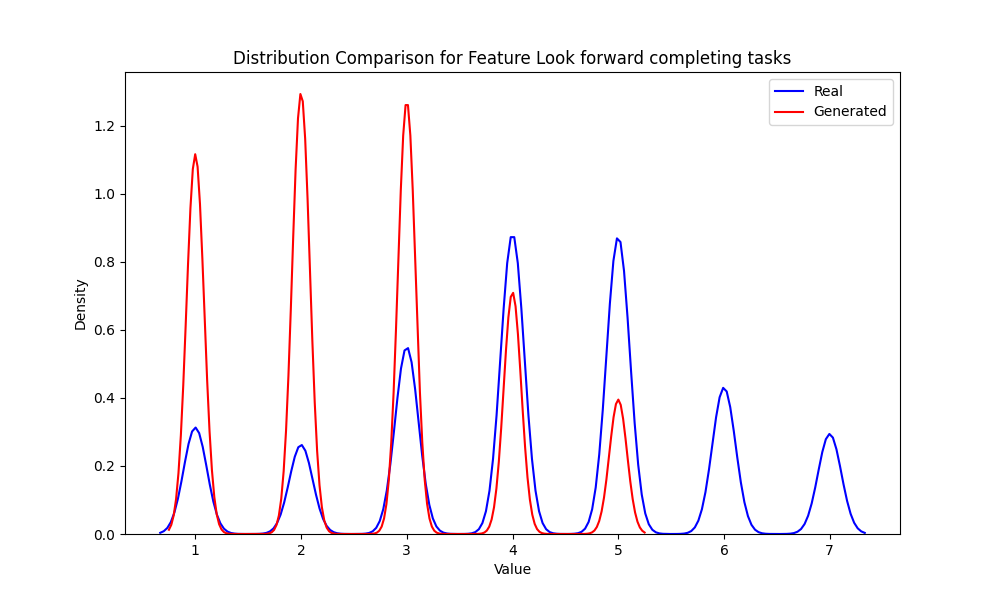 Distribution Comparison for Feature Look forward completing tasks
Real
Generated
Density
1.2
1.0
0.8
0.6
0.4
0.2
0.0
1 2 3 4 5 6 7
Value